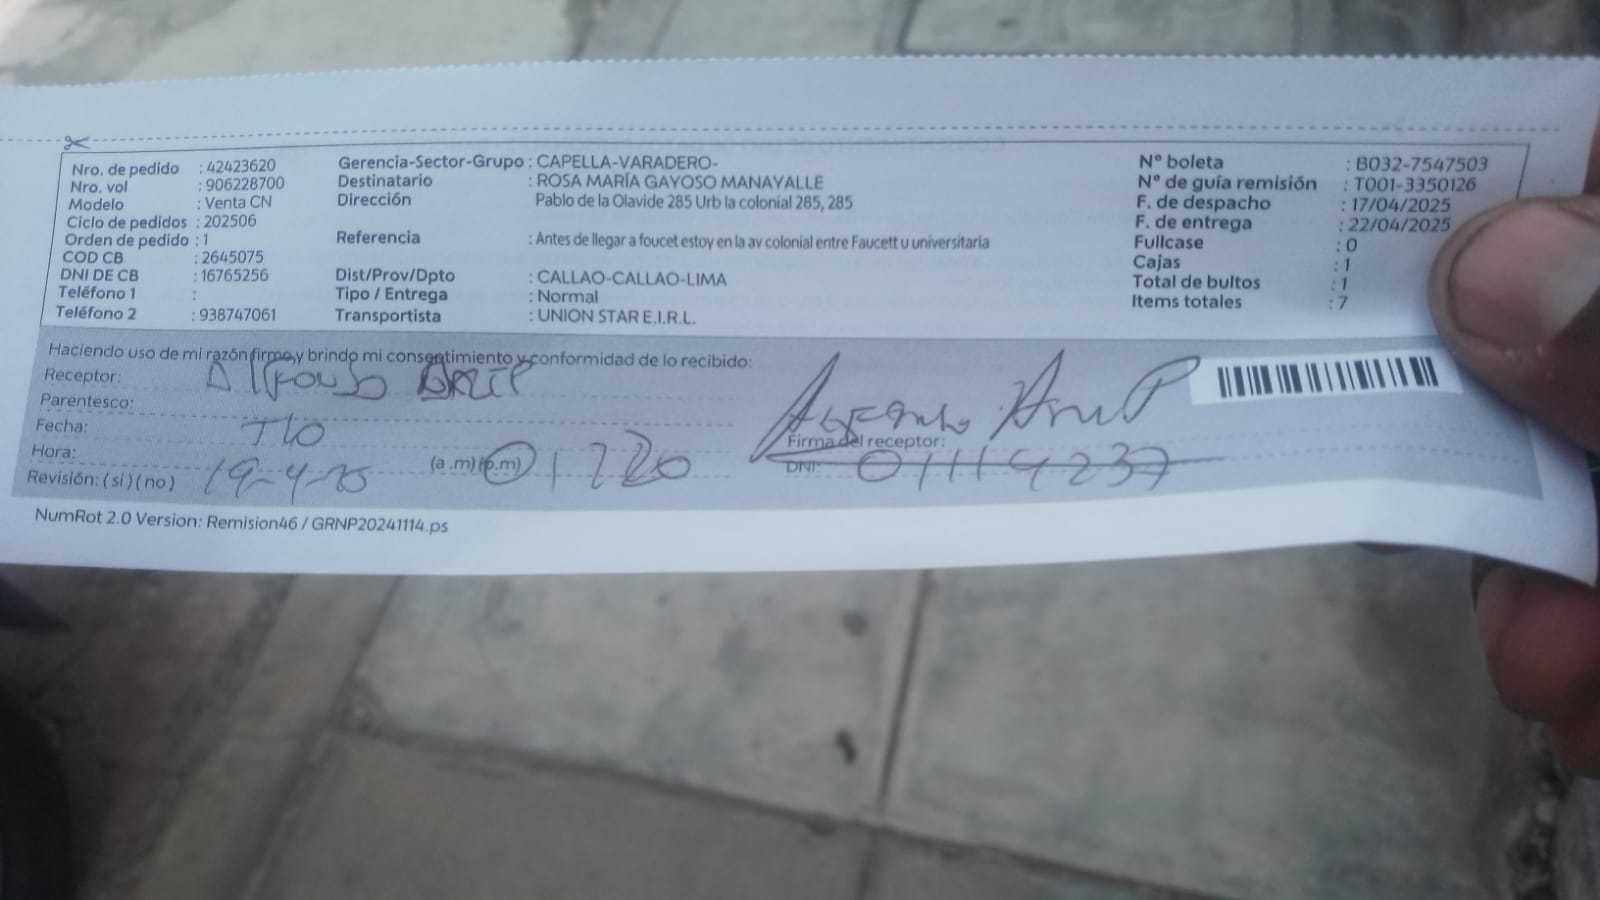 Nro. de pedido : 42423620
Nro. vol : 906228700
Modelo : Venta CN
Ciclo de pedidos : 202506
Orden de pedido : 1
COD CB : 2645075
DNI DE CB : 16765256
Teléfono 1 :
Teléfono 2 : 938747061
Gerencia-Sector-Grupo : CAPELLA-VARADERO-
Destinatario : ROSA MARÍA GAYOSO MANAYALLE
Dirección Pablo de la Olavide 285 Urb la colonial 285, 285
Referencia : Antes de llegar a foucet estoy en la av colonial entre Faucett u universitaria
Dist/Prov/Dpto : CALLAO-CALLAO-LIMA
Tipo / Entrega : Normal
Transportista : UNION STAR E.I.R.L.
Nº boleta : B032-7547503
Nº de guía remisión : T001-3350126
F. de despacho : 17/04/2025
F. de entrega : 22/04/2025
Fullcase : 0
Cajas : 1
Total de bultos : 1
Items totales : 7
Haciendo uso de mi razón firmo y brindo mi consentimiento y conformidad de lo recibido:
Receptor: Alfonso
Parentesco:
Fecha: TIO
Hora: (a.m) (p.m)
Revisión: (si) (no) 19-4-25
Firma del receptor:
DNI: 01114237
NumRot 2.0 Version: Remision46 / GRNP20241114.ps